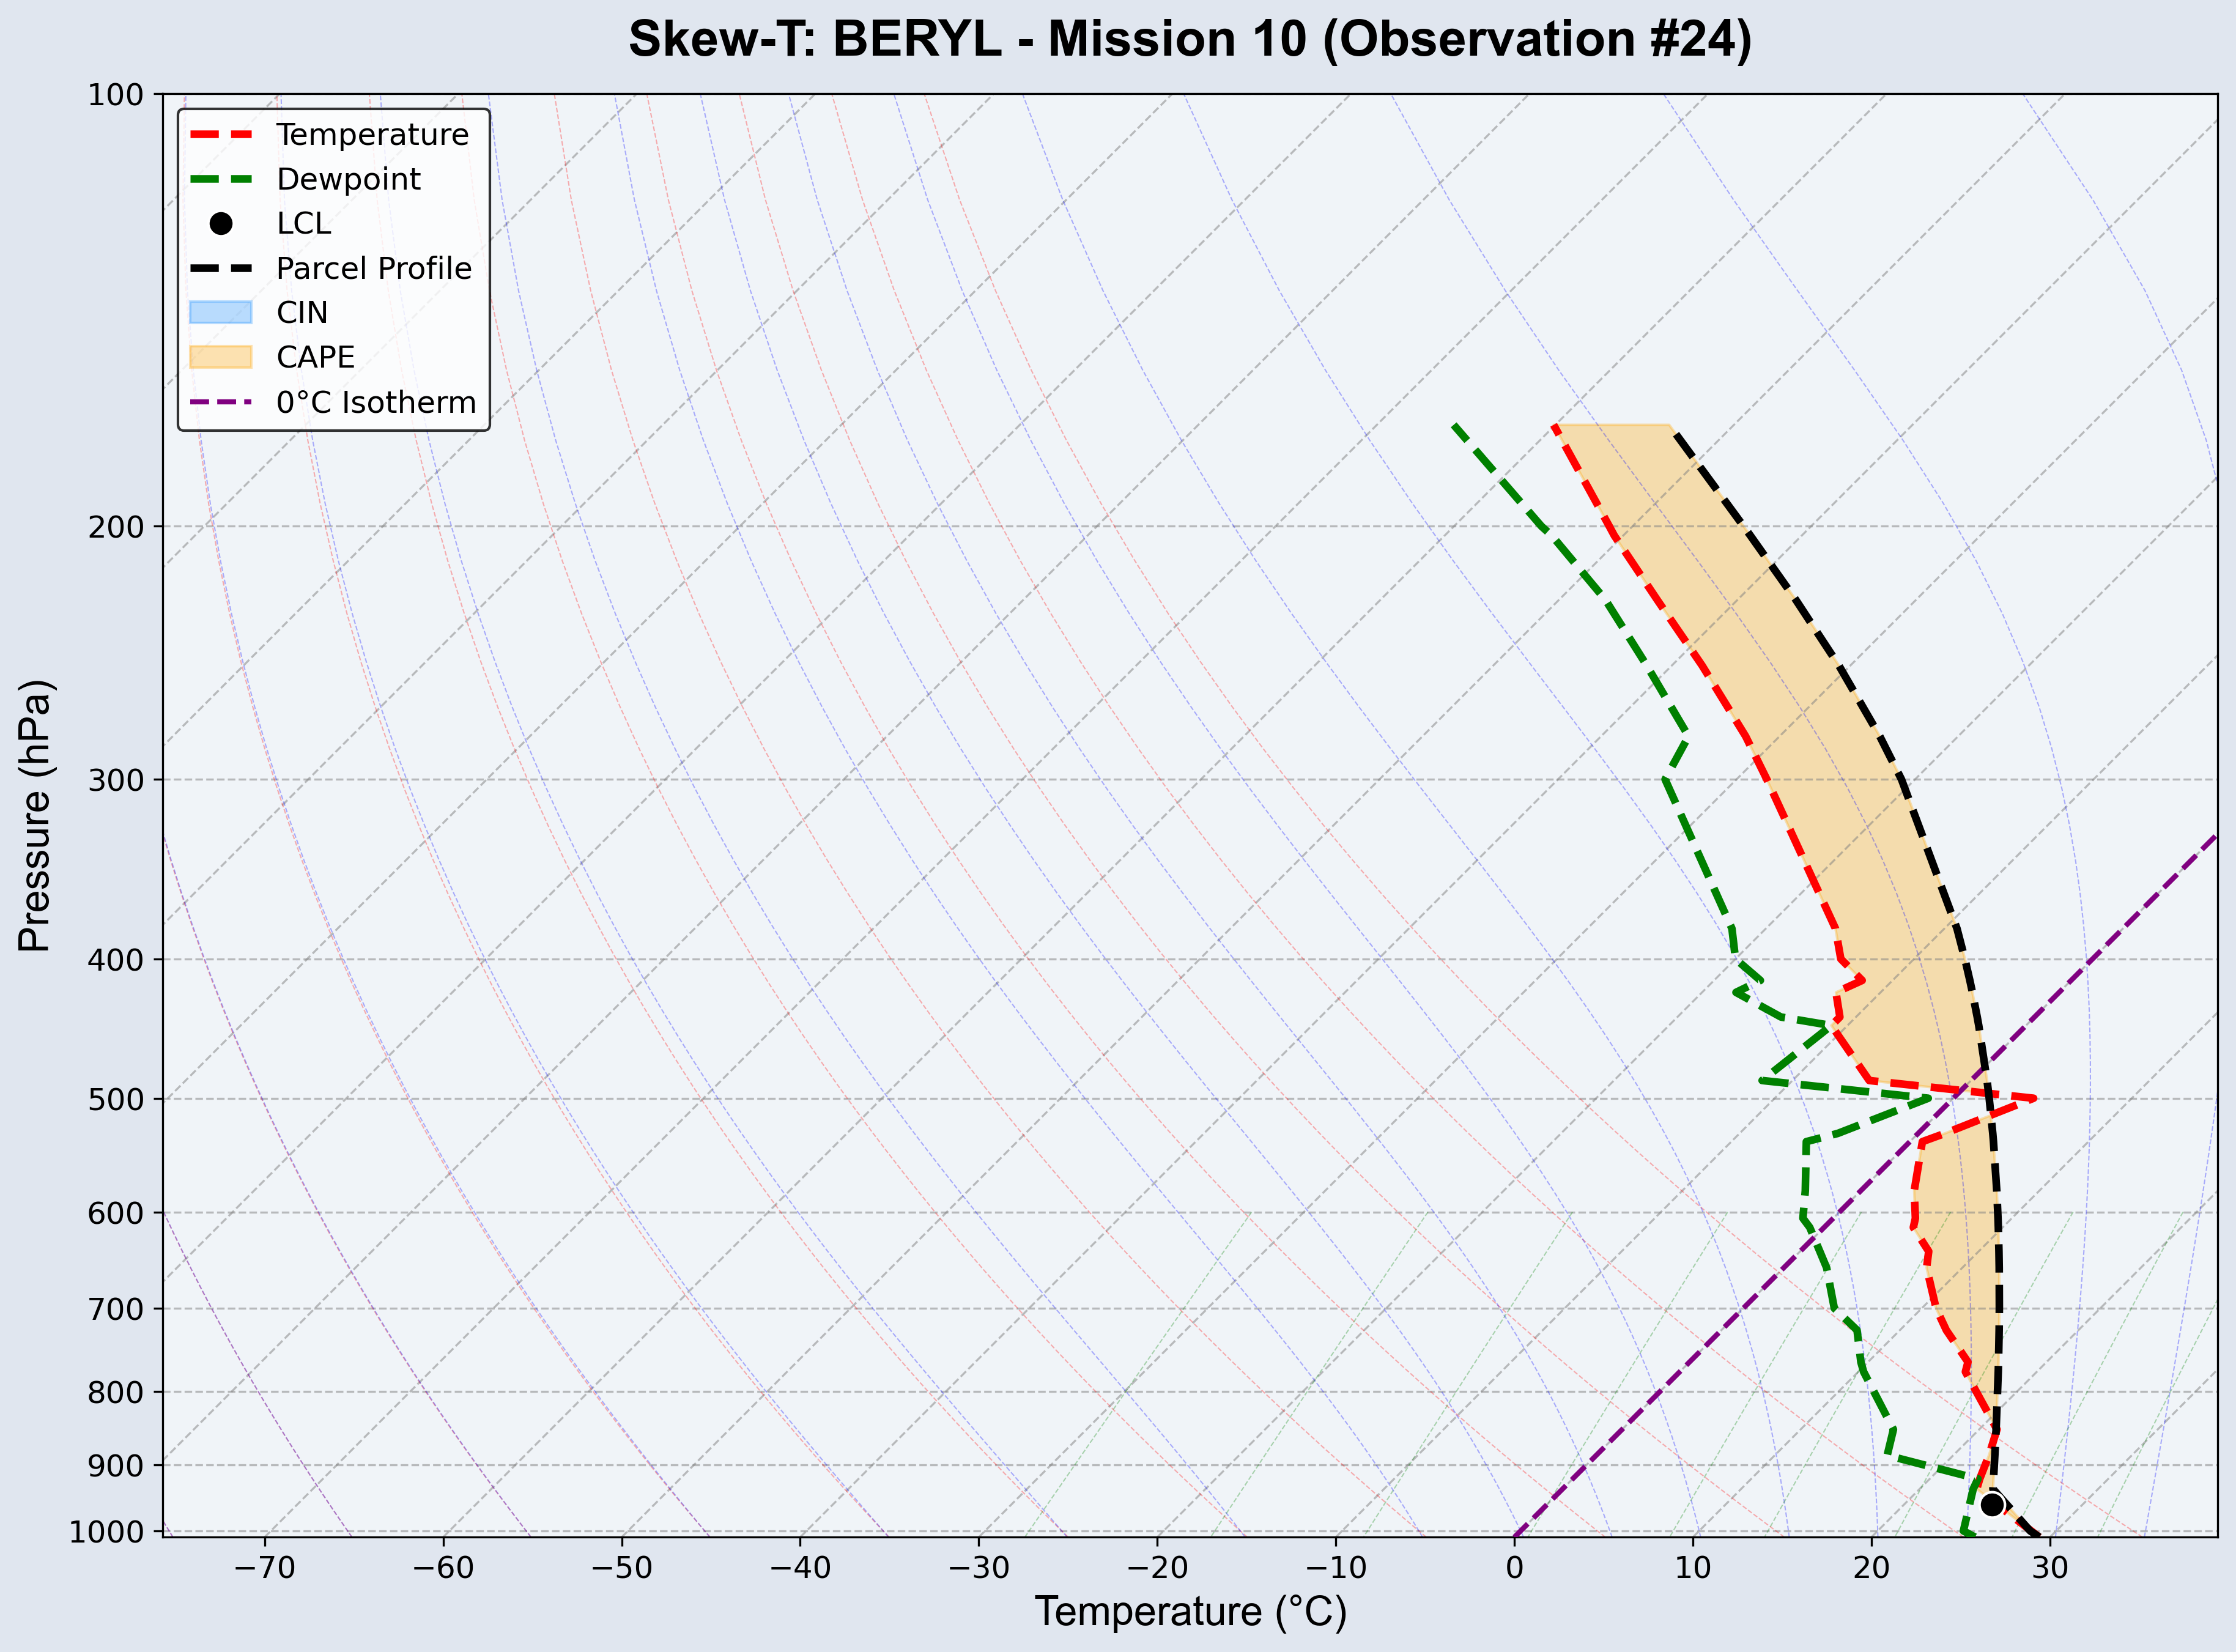 Skew-T: BERYL - Mission 10 (Observation #24)
Temperature
Dewpoint
LCL
Parcel Profile
CIN
CAPE
0°C Isotherm
Pressure (hPa)
100
200
300
400
500
600
700
800
900
1000
−70 −60 −50 −40 −30 −20 −10 0 10 20 30
Temperature (°C)